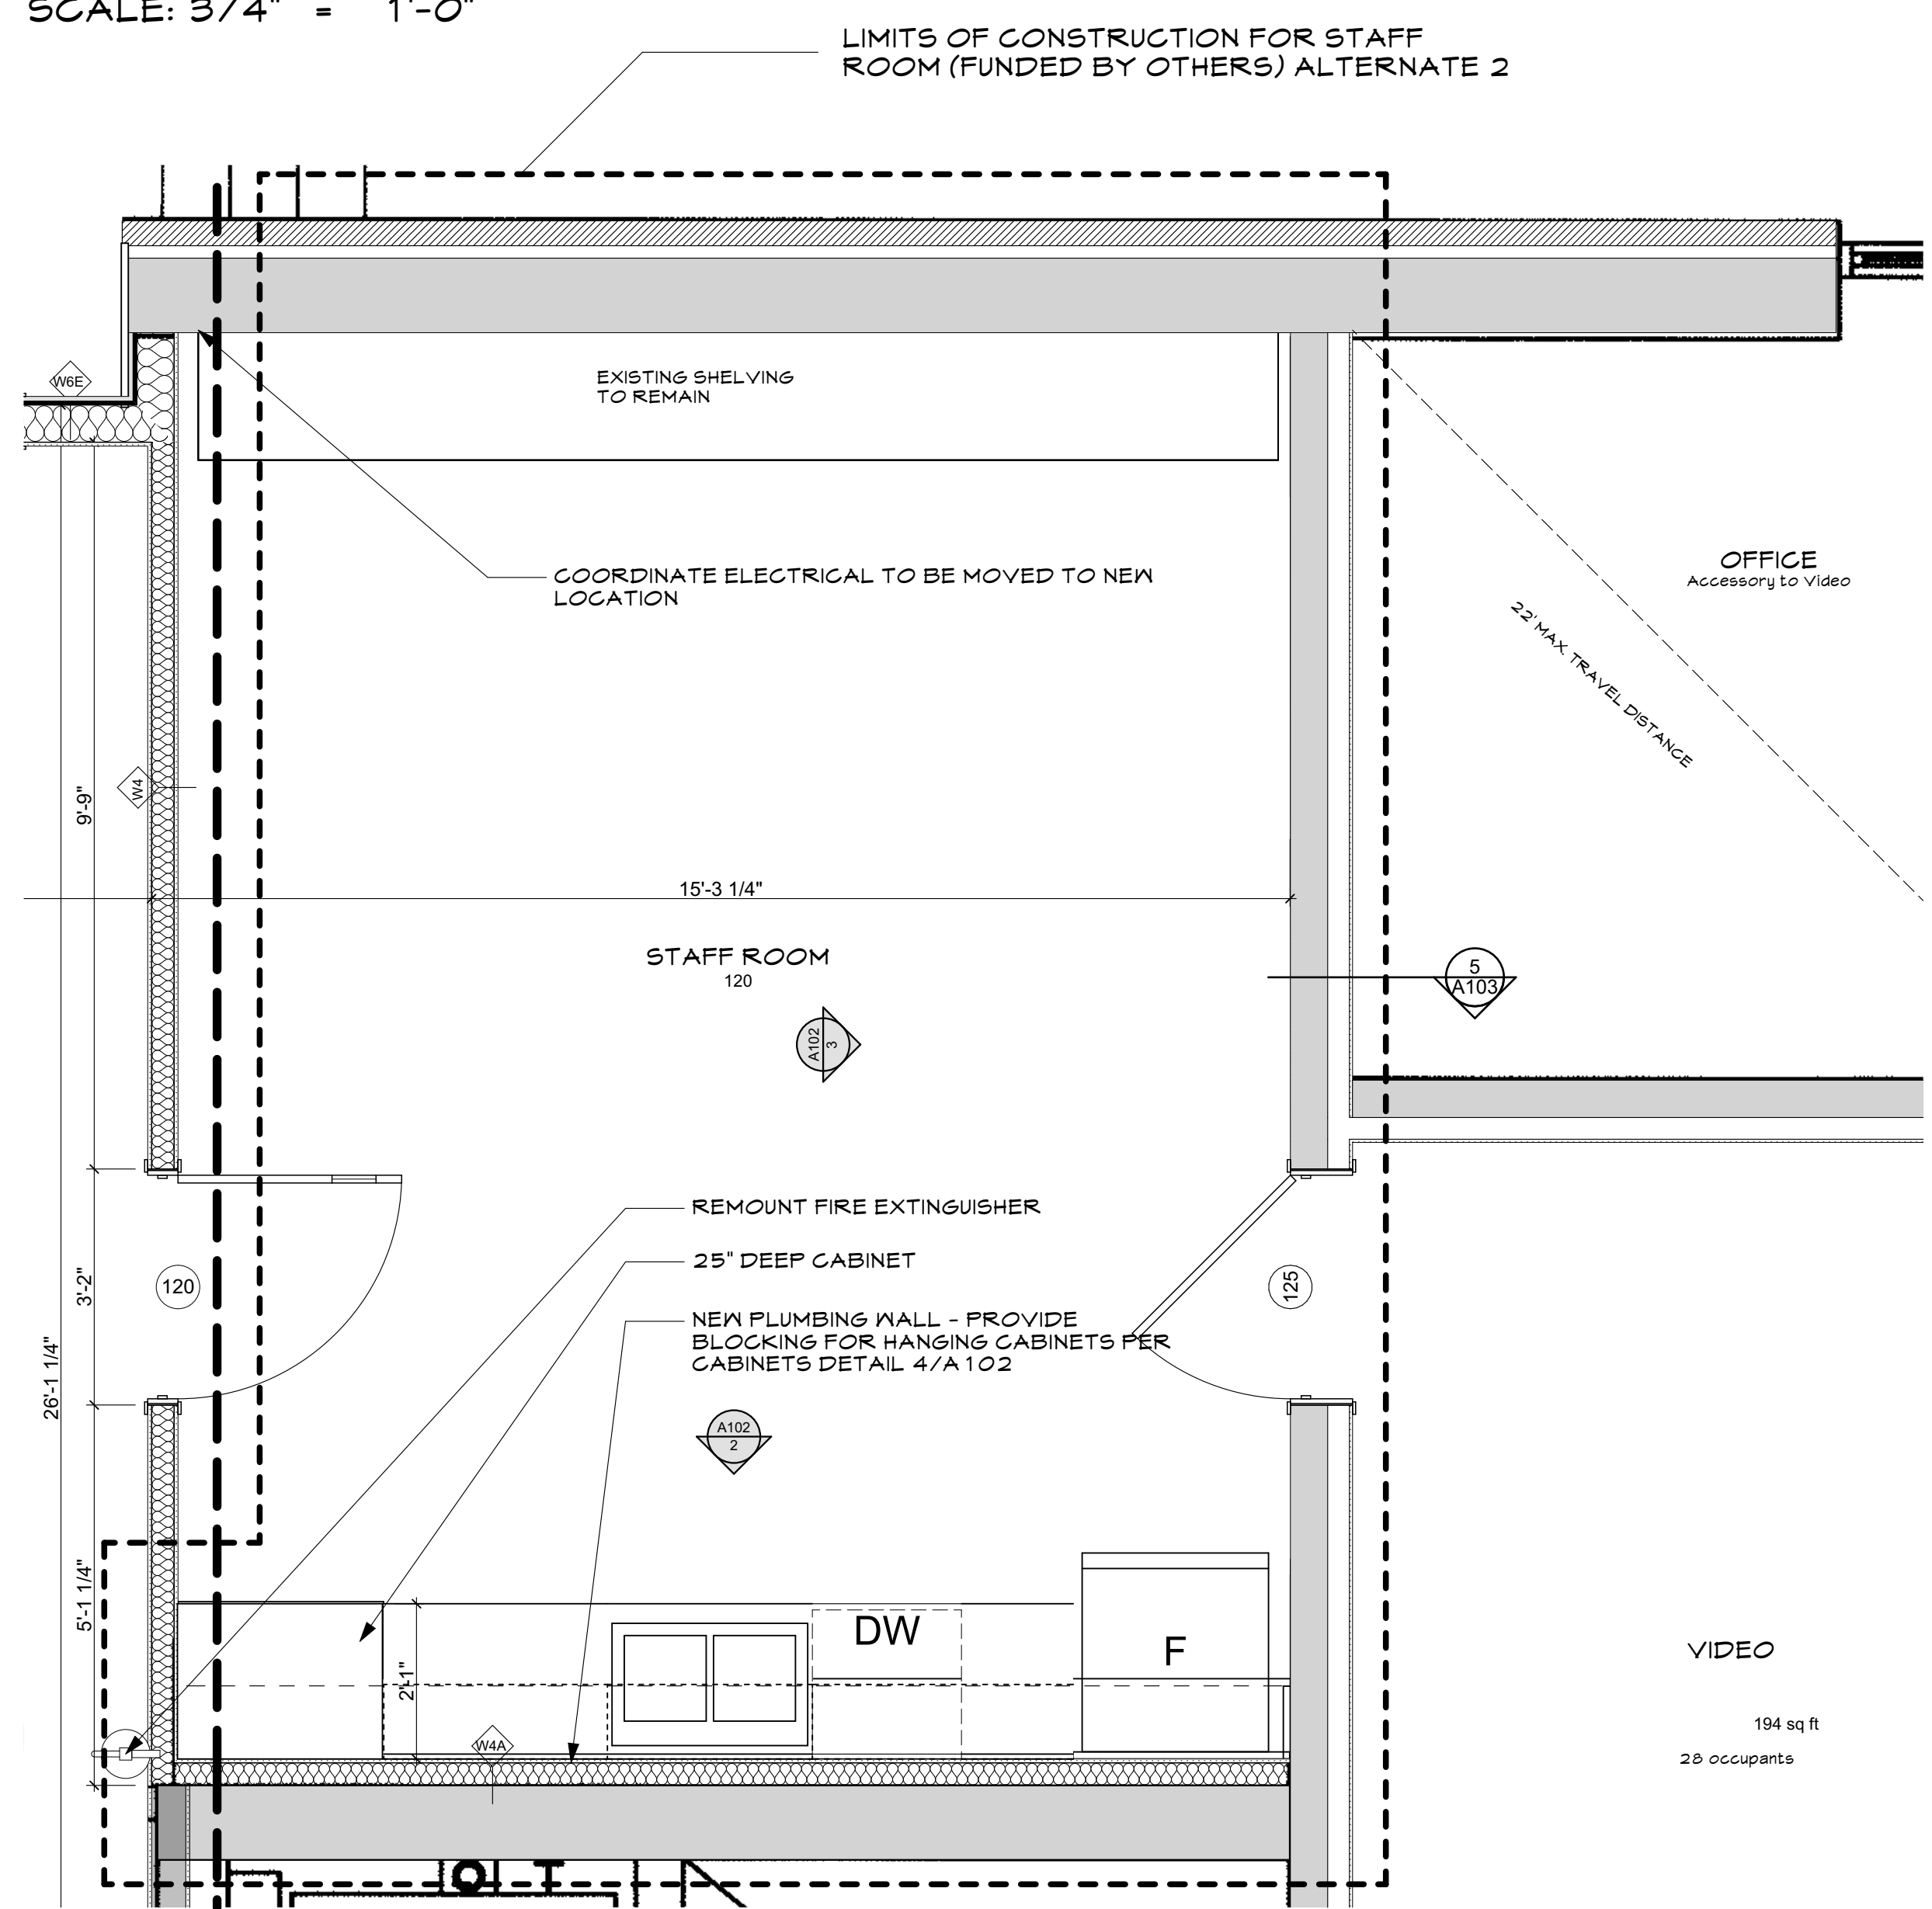 SCALE: 3/4" = 1'-0"
LIMITS OF CONSTRUCTION FOR STAFF
ROOM (FUNDED BY OTHERS) ALTERNATE 2
W6E
EXISTING SHELVING
TO REMAIN
COORDINATE ELECTRICAL TO BE MOVED TO NEW
LOCATION
OFFICE
Accessory to Video
22' MAX. TRAVEL DISTANCE
W4
9'-9"
15'-3 1/4"
STAFF ROOM
120
5
A103
A102
3
REMOUNT FIRE EXTINGUISHER
25" DEEP CABINET
120
3'-2"
125
NEW PLUMBING WALL - PROVIDE
BLOCKING FOR HANGING CABINETS PER
CABINETS DETAIL 4/A102
26'-1 1/4"
A102
2
5'-1 1/4"
DW
F
2'-1"
W4A
VIDEO
194 sq ft
28 occupants